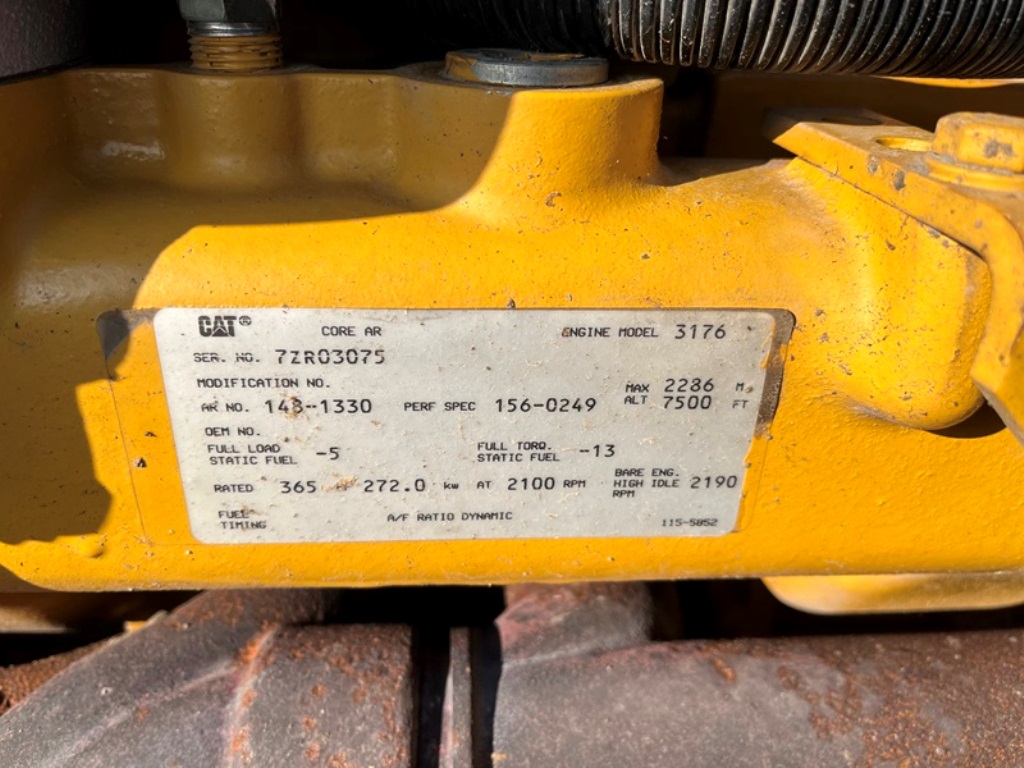 CAT® CORE AR ENGINE MODEL 3176
SER. NO. 7ZR03075
MODIFICATION NO.
AR NO. 148-1330 PERF SPEC 156-0249 MAX ALT 2286 M 7500 FT
OEM NO.
FULL LOAD STATIC FUEL -5 FULL TORQ. STATIC FUEL -13
RATED 365 272.0 kw AT 2100 RPM BARE ENG. HIGH IDLE RPM 2190
FUEL TIMING A/F RATIO DYNAMIC 115-5852